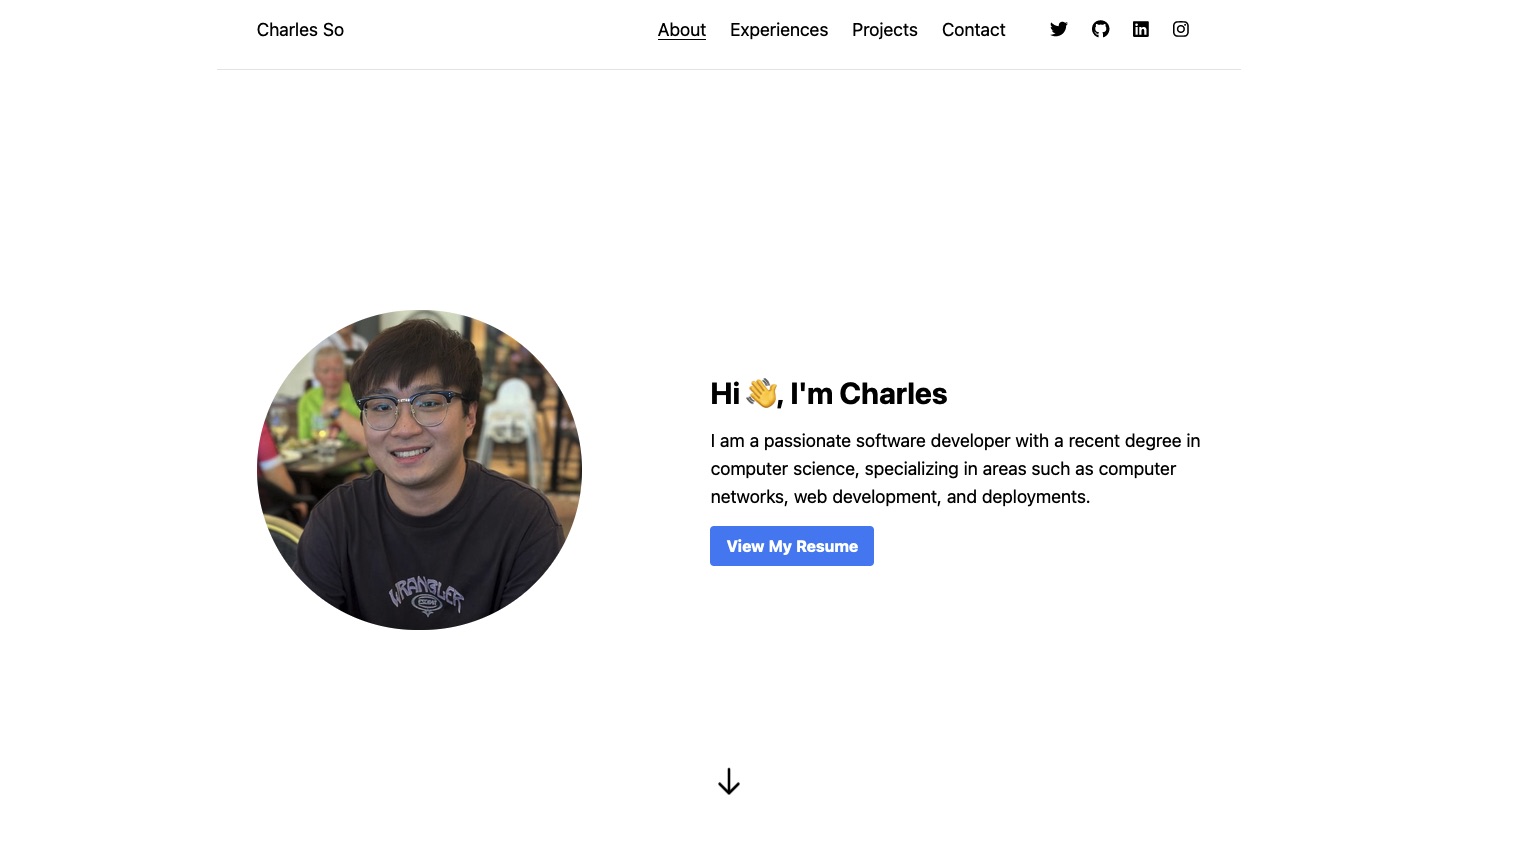 Charles So
About Experiences Projects Contact
Hi 👋, I'm Charles
I am a passionate software developer with a recent degree in
computer science, specializing in areas such as computer
networks, web development, and deployments.
View My Resume
WRANGLER